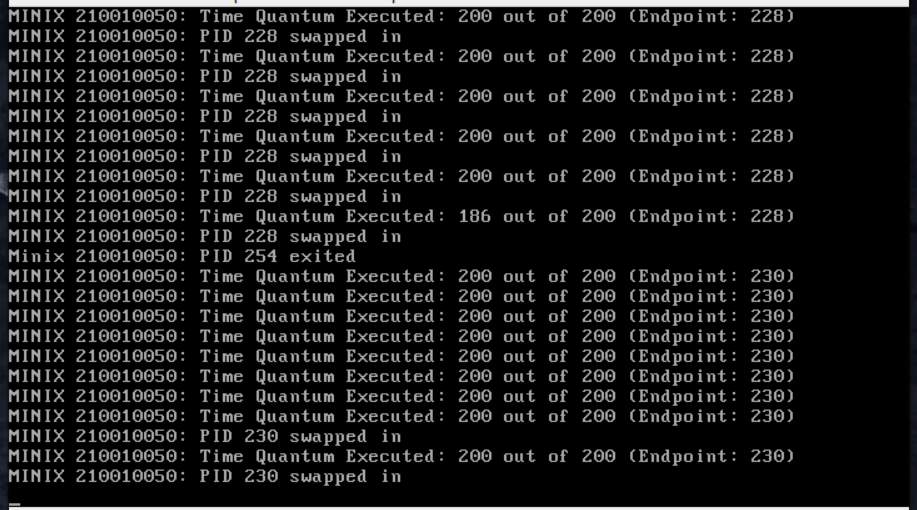 MINIX 210010050: Time Quantum Executed: 200 out of 200 (Endpoint: 228)
MINIX 210010050: PID 228 swapped in
MINIX 210010050: Time Quantum Executed: 200 out of 200 (Endpoint: 228)
MINIX 210010050: PID 228 swapped in
MINIX 210010050: Time Quantum Executed: 200 out of 200 (Endpoint: 228)
MINIX 210010050: PID 228 swapped in
MINIX 210010050: Time Quantum Executed: 200 out of 200 (Endpoint: 228)
MINIX 210010050: PID 228 swapped in
MINIX 210010050: Time Quantum Executed: 200 out of 200 (Endpoint: 228)
MINIX 210010050: PID 228 swapped in
MINIX 210010050: Time Quantum Executed: 186 out of 200 (Endpoint: 228)
MINIX 210010050: PID 228 swapped in
Minix 210010050: PID 254 exited
MINIX 210010050: Time Quantum Executed: 200 out of 200 (Endpoint: 230)
MINIX 210010050: Time Quantum Executed: 200 out of 200 (Endpoint: 230)
MINIX 210010050: Time Quantum Executed: 200 out of 200 (Endpoint: 230)
MINIX 210010050: Time Quantum Executed: 200 out of 200 (Endpoint: 230)
MINIX 210010050: Time Quantum Executed: 200 out of 200 (Endpoint: 230)
MINIX 210010050: Time Quantum Executed: 200 out of 200 (Endpoint: 230)
MINIX 210010050: Time Quantum Executed: 200 out of 200 (Endpoint: 230)
MINIX 210010050: Time Quantum Executed: 200 out of 200 (Endpoint: 230)
MINIX 210010050: PID 230 swapped in
MINIX 210010050: Time Quantum Executed: 200 out of 200 (Endpoint: 230)
MINIX 210010050: PID 230 swapped in